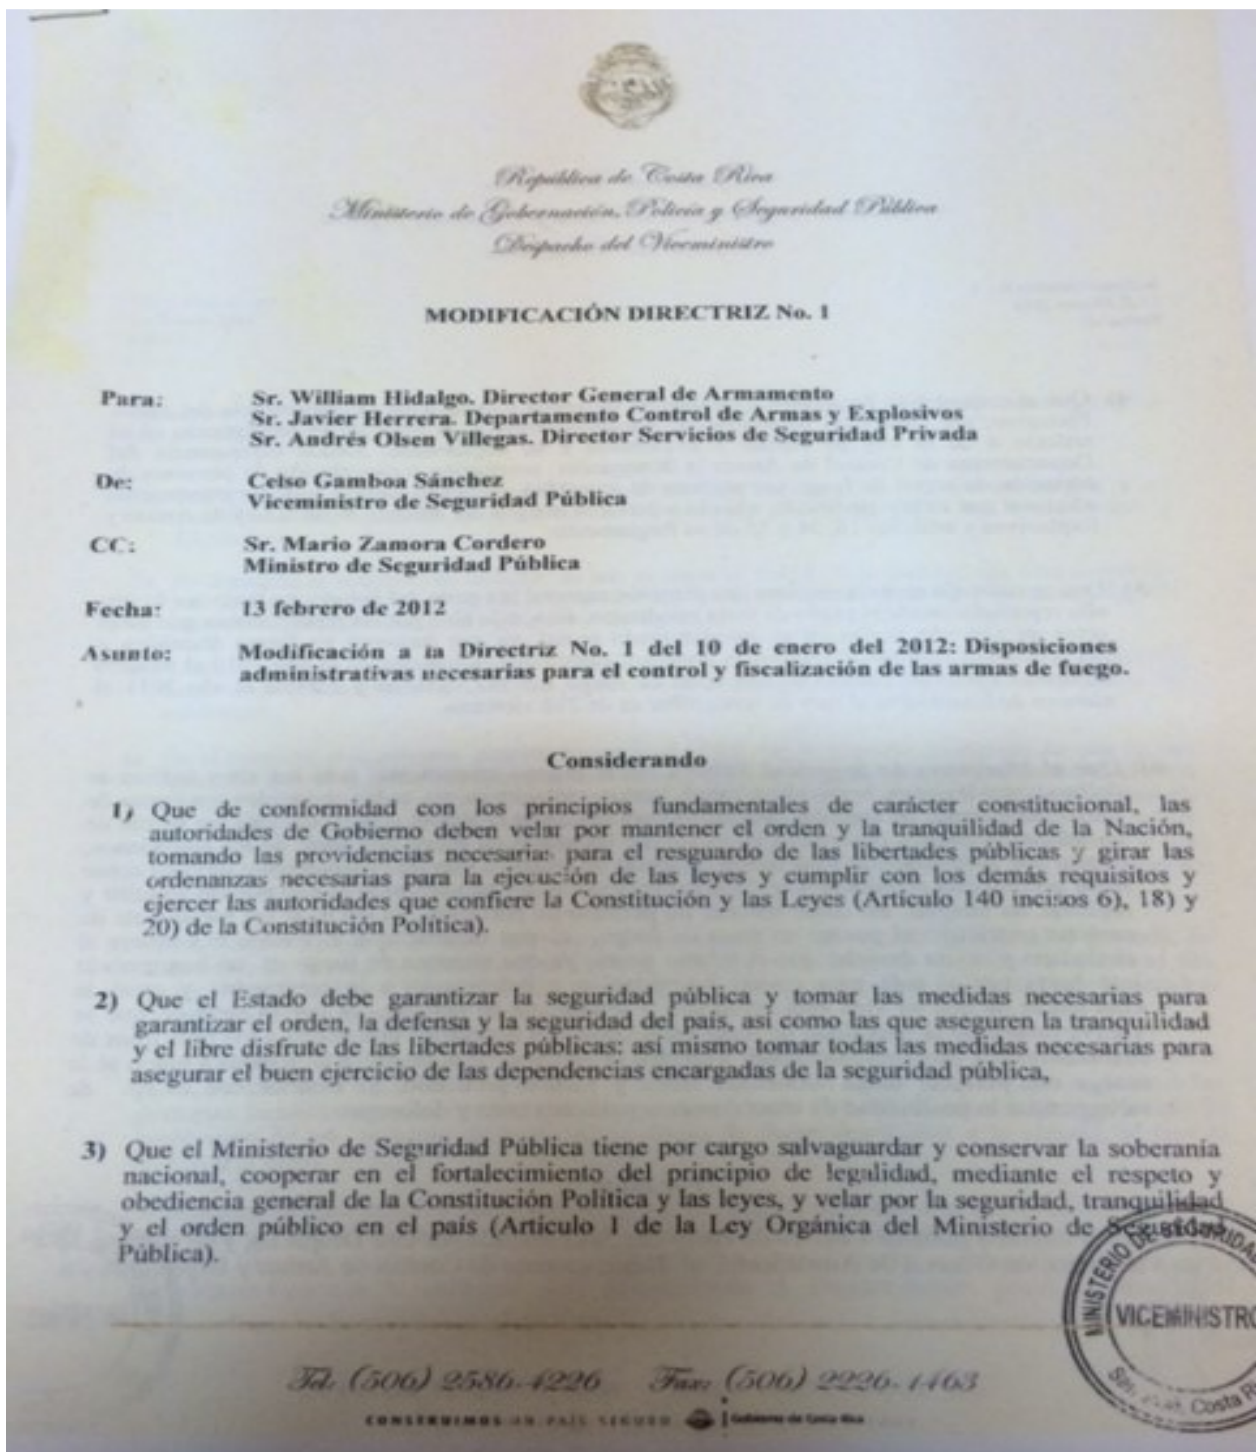 República de Costa Rica
Ministerio de Gobernación, Policía y Seguridad Pública
Despacho del Viceministro
MODIFICACIÓN DIRECTRIZ No. 1
Para: Sr. William Hidalgo. Director General de Armamento
Sr. Javier Herrera. Departamento Control de Armas y Explosivos
Sr. Andrés Olsen Villegas. Director Servicios de Seguridad Privada
De: Celso Gamboa Sánchez
Viceministro de Seguridad Pública
CC: Sr. Mario Zamora Cordero
Ministro de Seguridad Pública
Fecha: 13 febrero de 2012
Asunto: Modificación a la Directriz No. 1 del 10 de enero del 2012: Disposiciones
administrativas necesarias para el control y fiscalización de las armas de fuego.
Considerando
1) Que de conformidad con los principios fundamentales de carácter constitucional, las
autoridades de Gobierno deben velar por mantener el orden y la tranquilidad de la Nación,
tomando las providencias necesarias para el resguardo de las libertades públicas y girar las
ordenanzas necesarias para la ejecución de las leyes y cumplir con los demás requisitos y
ejercer las autoridades que confiere la Constitución y las Leyes (Artículo 140 incisos 6), 18) y
20) de la Constitución Política).
2) Que el Estado debe garantizar la seguridad pública y tomar las medidas necesarias para
garantizar el orden, la defensa y la seguridad del país, así como las que aseguren la tranquilidad
y el libre disfrute de las libertades públicas; así mismo tomar todas las medidas necesarias para
asegurar el buen ejercicio de las dependencias encargadas de la seguridad pública,
3) Que el Ministerio de Seguridad Pública tiene por cargo salvaguardar y conservar la soberanía
nacional, cooperar en el fortalecimiento del principio de legalidad, mediante el respeto y
obediencia general de la Constitución Política y las leyes, y velar por la seguridad, tranquilidad
y el orden público en el país (Artículo 1 de la Ley Orgánica del Ministerio de Seguridad
Pública).
MINISTERIO DE SEGURIDAD
VICEMINISTRO
San José, Costa Ri
Tel: (506) 2586-4226 Fax: (506) 2226-1463
CONSTRUIMOS UN PAÍS SEGURO Gobierno de Costa Rica